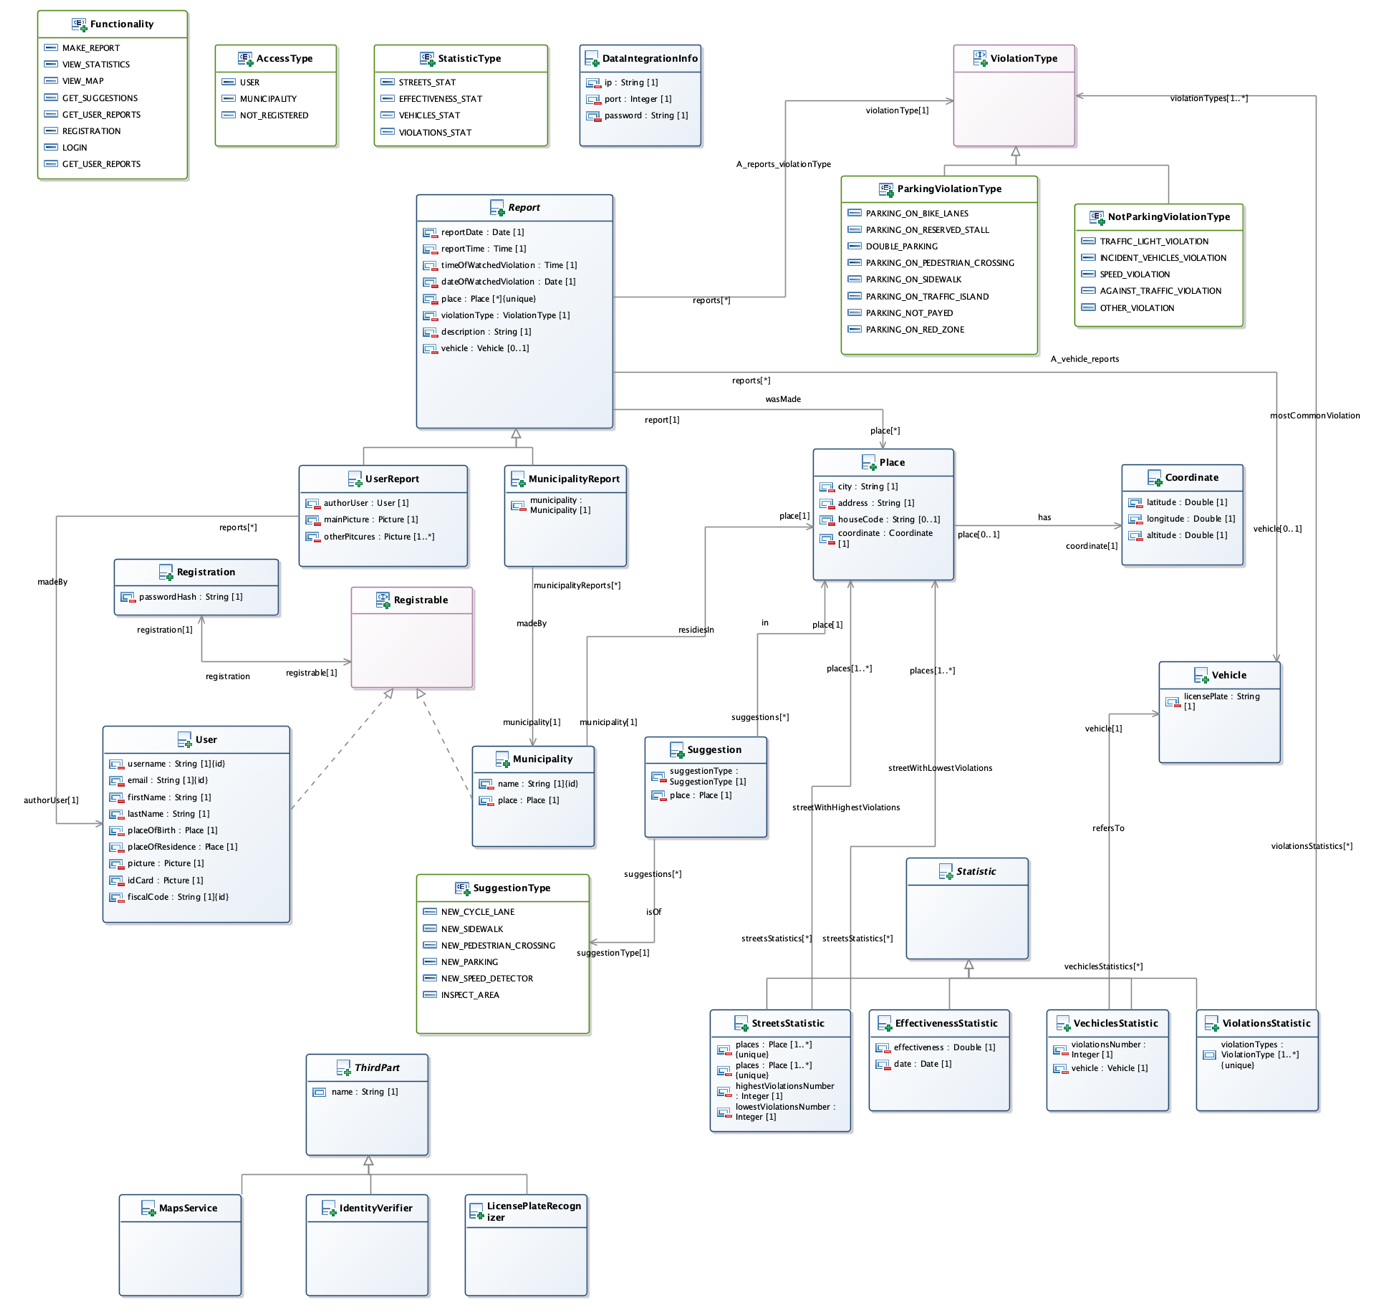 Functionality
MAKE_REPORT
VIEW_STATISTICS
VIEW_MAP
GET_SUGGESTIONS
GET_USER_REPORTS
REGISTRATION
LOGIN
GET_USER_REPORTS
AccessType
USER
MUNICIPALITY
NOT_REGISTERED
StatisticType
STREETS_STAT
EFFECTIVENESS_STAT
VEHICLES_STAT
VIOLATIONS_STAT
DataIntegrationInfo
ip : String [1]
port : Integer [1]
password : String [1]
ViolationType
violationType[1]
violationTypes[1..*]
A_reports_violationType
reports[*]
ParkingViolationType
PARKING_ON_BIKE_LANES
PARKING_ON_RESERVED_STALL
DOUBLE_PARKING
PARKING_ON_PEDESTRIAN_CROSSING
PARKING_ON_SIDEWALK
PARKING_ON_TRAFFIC_ISLAND
PARKING_NOT_PAYED
PARKING_ON_RED_ZONE
NotParkingViolationType
TRAFFIC_LIGHT_VIOLATION
INCIDENT_VEHICLES_VIOLATION
SPEED_VIOLATION
AGAINST_TRAFFIC_VIOLATION
OTHER_VIOLATION
Report
reportDate : Date [1]
reportTime : Time [1]
timeOfWatchedViolation : Time [1]
dateOfWatchedViolation : Date [1]
place : Place [*]{unique}
violationType : ViolationType [1]
description : String [1]
vehicle : Vehicle [0..1]
A_vehicle_reports
reports[*]
wasMade
report[1]
place[*]
mostCommonViolation
UserReport
authorUser : User [1]
mainPicture : Picture [1]
otherPitcures : Picture [1..*]
MunicipalityReport
municipality :
Municipality [1]
Place
city : String [1]
address : String [1]
houseCode : String [0..1]
coordinate : Coordinate
[1]
Coordinate
latitude : Double [1]
longitude : Double [1]
altitude : Double [1]
has
place[0..1]
coordinate[1]
vehicle[0..1]
reports[*]
madeBy
authorUser[1]
place[1]
Registration
passwordHash : String [1]
Registrable
registration[1]
registrable[1]
registration
municipalityReports[*]
madeBy
municipality[1]
residiesIn
municipality[1]
in
place[1]
suggestions[*]
places[1..*]
places[1..*]
Vehicle
licensePlate : String
[1]
vehicle[1]
User
username : String [1]{id}
email : String [1]{id}
firstName : String [1]
lastName : String [1]
placeOfBirth : Place [1]
placeOfResidence : Place [1]
picture : Picture [1]
idCard : Picture [1]
fiscalCode : String [1]{id}
Municipality
name : String [1]{id}
place : Place [1]
Suggestion
suggestionType :
SuggestionType [1]
place : Place [1]
streetWithLowestViolations
streetWithHighestViolations
refersTo
violationsStatistics[*]
suggestions[*]
isOf
suggestionType[1]
SuggestionType
NEW_CYCLE_LANE
NEW_SIDEWALK
NEW_PEDESTRIAN_CROSSING
NEW_PARKING
NEW_SPEED_DETECTOR
INSPECT_AREA
Statistic
streetsStatistics[*]
streetsStatistics[*]
vechiclesStatistics[*]
StreetsStatistic
places : Place [1..*]
{unique}
places : Place [1..*]
{unique}
highestViolationsNumber
: Integer [1]
lowestViolationsNumber :
Integer [1]
EffectivenessStatistic
effectiveness : Double [1]
date : Date [1]
VechiclesStatistic
violationsNumber :
Integer [1]
vehicle : Vehicle [1]
ViolationsStatistic
violationTypes :
ViolationType [1..*]
{unique}
ThirdPart
name : String [1]
MapsService
IdentityVerifier
LicensePlateRecogn
izer